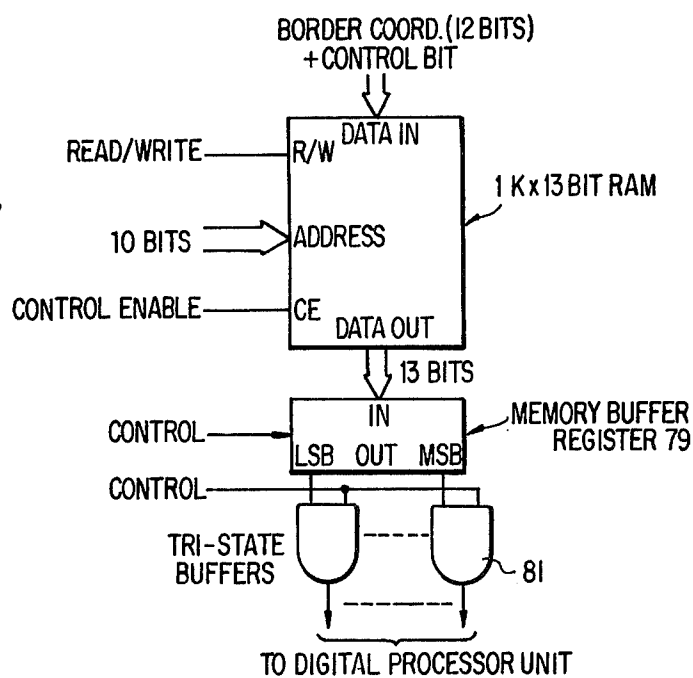 BORDER COORD. (12 BITS)
+ CONTROL BIT
DATA IN
READ/WRITE
R/W
1 K x 13 BIT RAM
10 BITS
ADDRESS
CONTROL ENABLE
CE
DATA OUT
13 BITS
IN
MEMORY BUFFER
REGISTER 79
CONTROL
LSB OUT MSB
CONTROL
TRI-STATE
BUFFERS
81
TO DIGITAL PROCESSOR UNIT